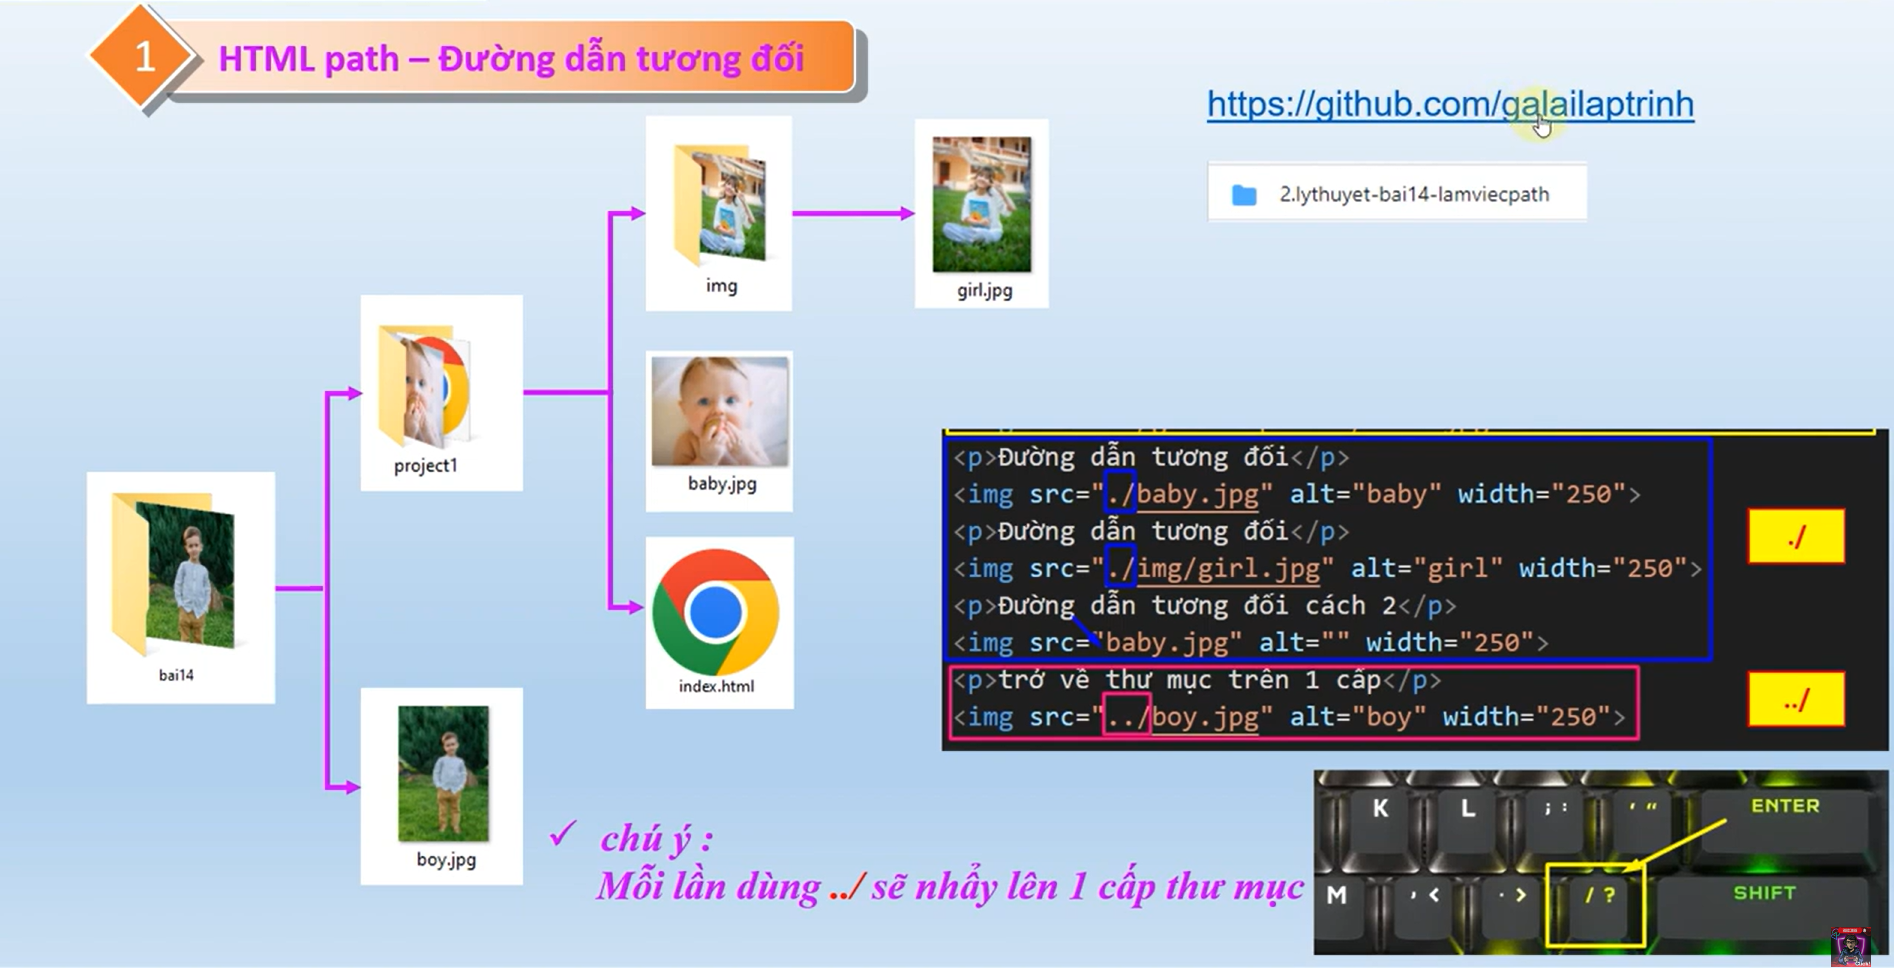 1
HTML path – Đường dẫn tương đối
https://github.com/galailaptrinh
2.lythuyet-bai14-lamviecpath
img
girl.jpg
project1
baby.jpg
bai14
index.html
boy.jpg
<p>Đường dẫn tương đối</p>
<img src="./baby.jpg" alt="baby" width="250">
<p>Đường dẫn tương đối</p>
<img src="./img/girl.jpg" alt="girl" width="250">
<p>Đường dẫn tương đối cách 2</p>
<img src="baby.jpg" alt="" width="250">
<p>trở về thư mục trên 1 cấp</p>
<img src="../boy.jpg" alt="boy" width="250">
./
../
✓ chú ý :
Mỗi lần dùng ../ sẽ nhẩy lên 1 cấp thư mục
K L ; : ' " ENTER
M , < . > / ? SHIFT